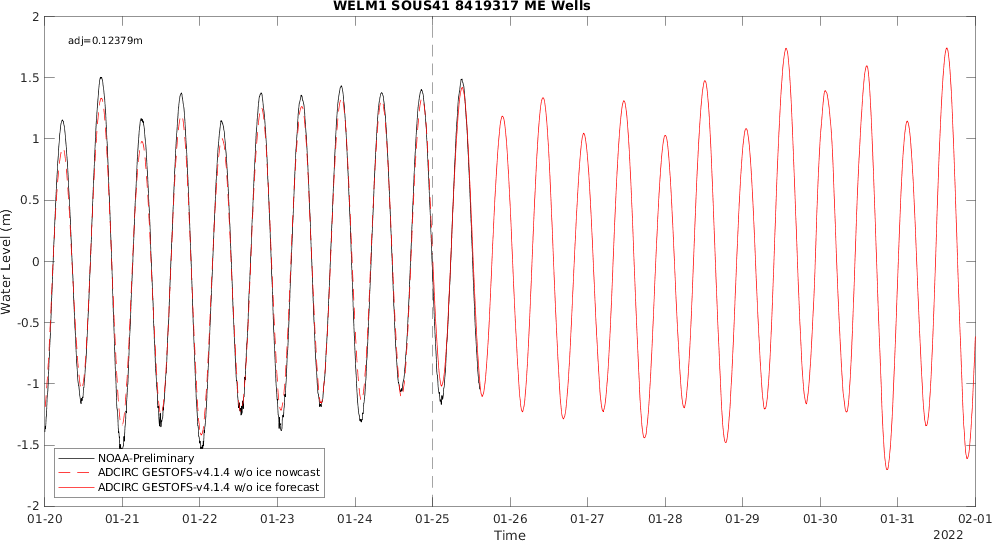 WELM1 SOUS41 8419317 ME Wells
adj=0.12379m
2
1.5
1
0.5
0
-0.5
-1
-1.5
-2
Water Level (m)
NOAA-Preliminary
ADCIRC GESTOFS-v4.1.4 w/o ice nowcast
ADCIRC GESTOFS-v4.1.4 w/o ice forecast
01-20 01-21 01-22 01-23 01-24 01-25 01-26 01-27 01-28 01-29 01-30 01-31 02-01
Time
2022